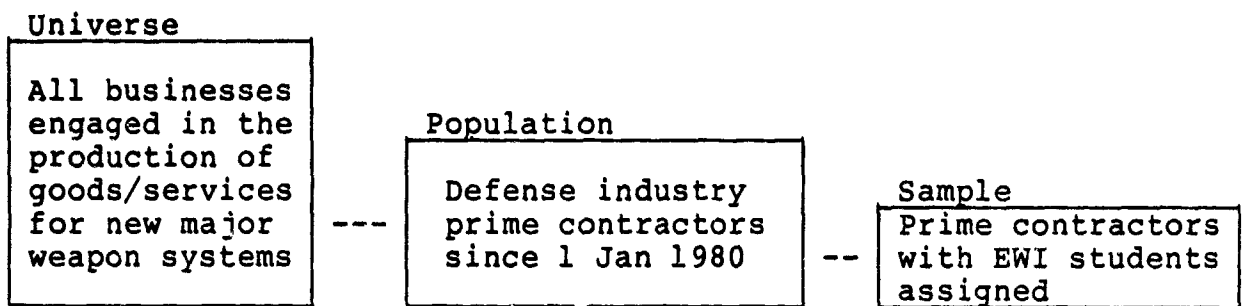 Universe
All businesses
engaged in the
production of
goods/services
for new major
weapon systems
---
Population
Defense industry
prime contractors
since 1 Jan 1980
--
Sample
Prime contractors
with EWI students
assigned